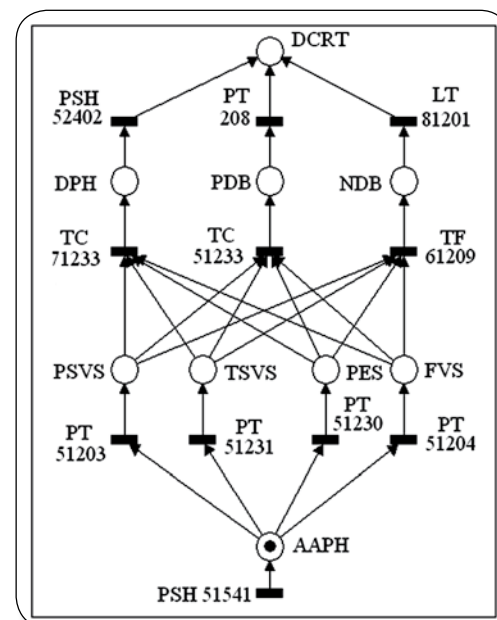 DCRT
PSH
52402
PT
208
LT
81201
DPH
PDB
NDB
TC
71233
TC
51233
TF
61209
PSVS
TSVS
PES
FVS
PT
51203
PT
51231
PT
51230
PT
51204
AAPH
PSH 51541